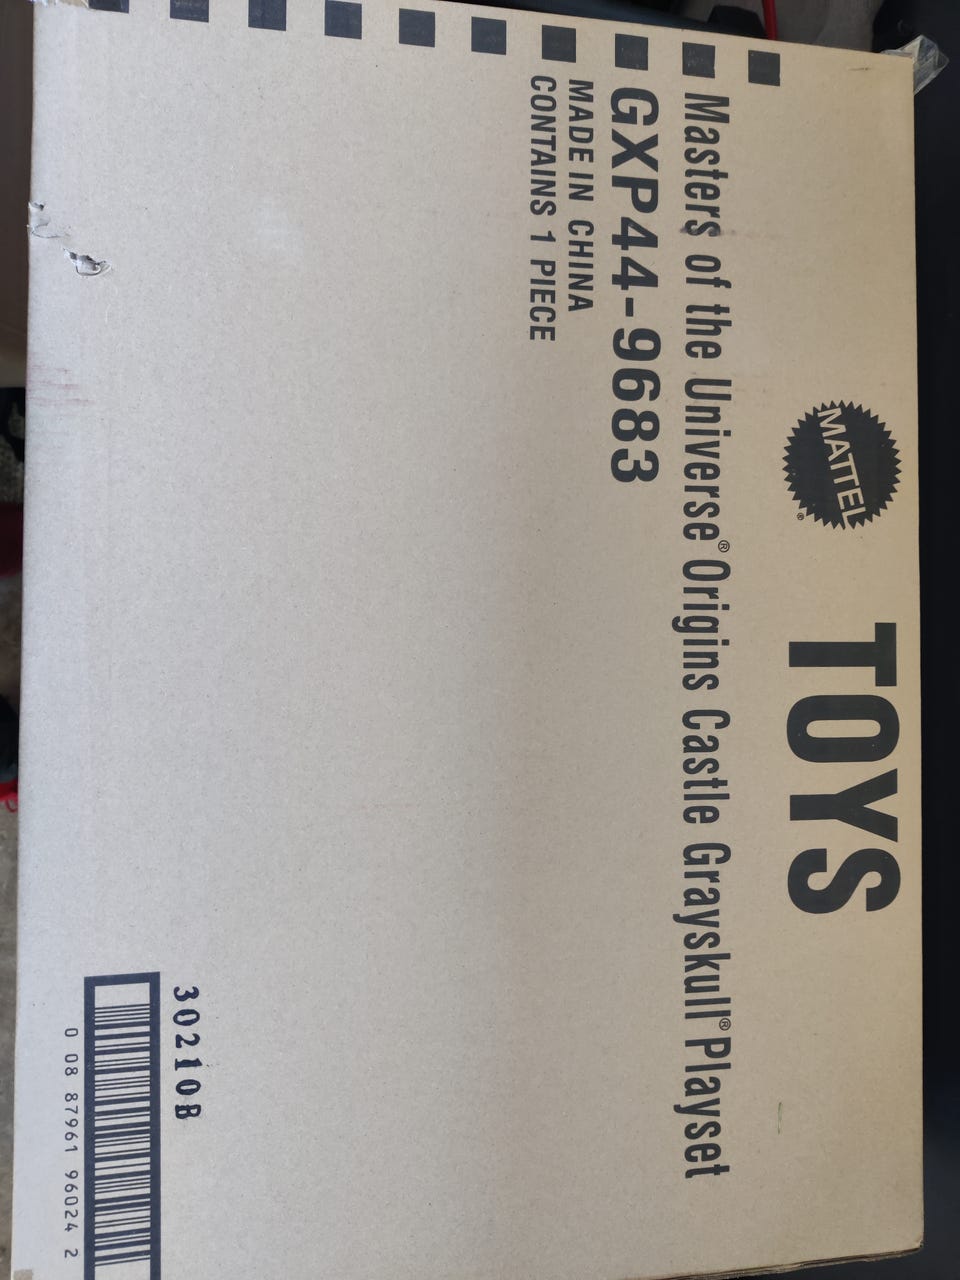 MATTEL® TOYS
Masters of the Universe® Origins Castle Grayskull® Playset
GXP44-9683
MADE IN CHINA
CONTAINS 1 PIECE
30210B
0 08 87961 96024 2